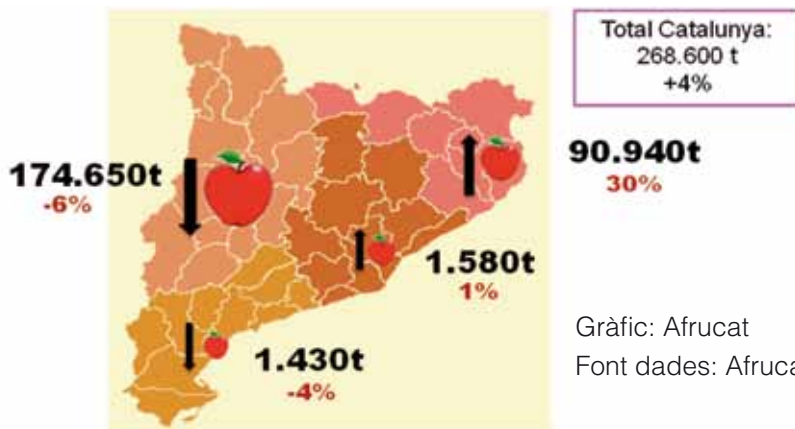 Total Catalunya:
268.600 t
+4%
174.650t
-6%
90.940t
30%
1.580t
1%
1.430t
-4%
Gràfic: Afrucat
Font dades: Afruca